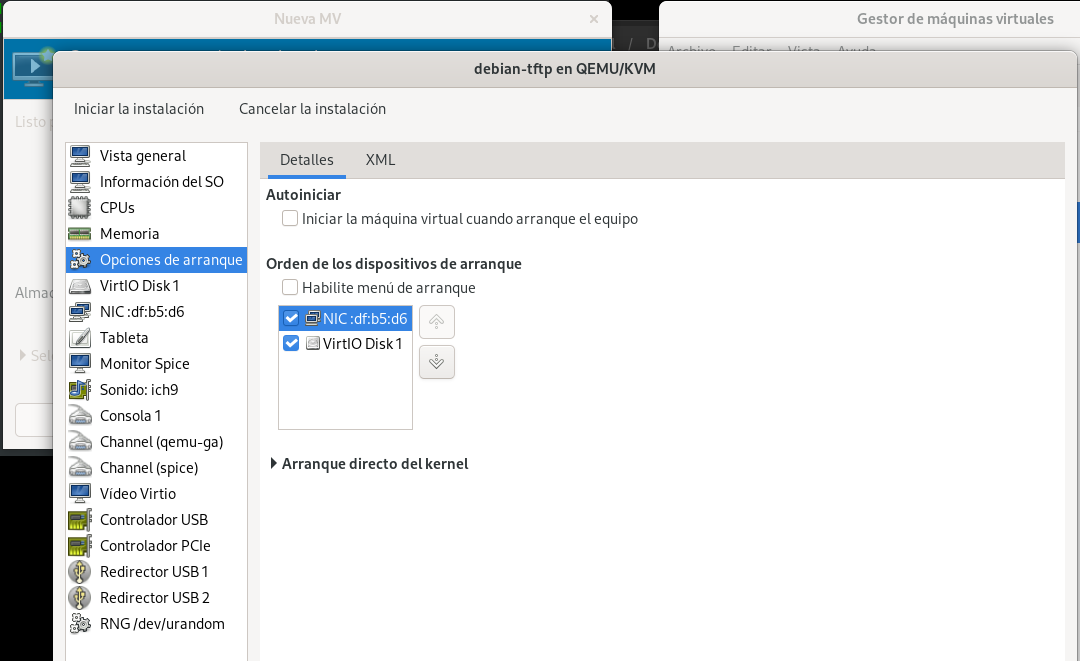 Nueva MV
×
/ D
Gestor de máquinas virtuales
Archivo Editar Vista Ayuda
debian-tftp en QEMU/KVM
Iniciar la instalación Cancelar la instalación
Listo
Almac
Sele
Vista general
Información del SO
CPUs
Memoria
Opciones de arranque
VirtIO Disk 1
NIC :df:b5:d6
Tableta
Monitor Spice
Sonido: ich9
Consola 1
Channel (qemu-ga)
Channel (spice)
Vídeo Virtio
Controlador USB
Controlador PCIe
Redirector USB 1
Redirector USB 2
RNG /dev/urandom
Detalles XML
Autoiniciar
Iniciar la máquina virtual cuando arranque el equipo
Orden de los dispositivos de arranque
Habilite menú de arranque
NIC :df:b5:d6
VirtIO Disk 1
Arranque directo del kernel